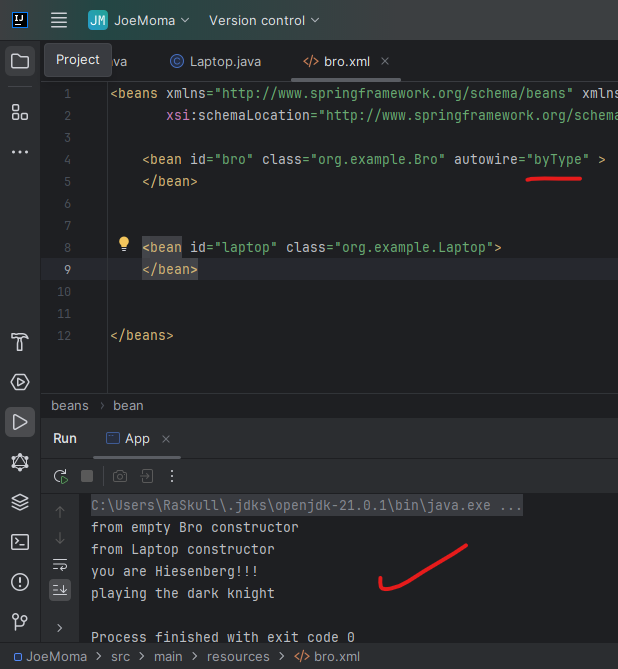 JM JoeMoma Version control
Project
va Laptop.java bro.xml
1 <beans xmlns="http://www.springframework.org/schema/beans" xmlns
2 xsi:schemaLocation="http://www.springframework.org/schema
3
4 <bean id="bro" class="org.example.Bro" autowire="byType" >
5 </bean>
6
7
8 <bean id="laptop" class="org.example.Laptop">
9 </bean>
10
11
12 </beans>
beans > bean
Run App
C:\Users\RaSkull\.jdks\openjdk-21.0.1\bin\java.exe ...
from empty Bro constructor
from Laptop constructor
you are Hiesenberg!!!
playing the dark knight
Process finished with exit code 0
JoeMoma > src > main > resources > bro.xml